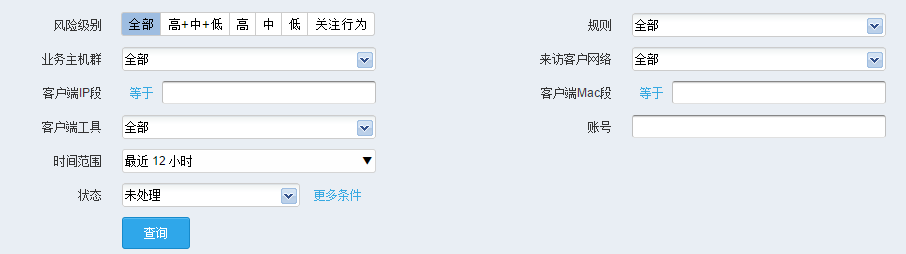 风险级别 全部 高+中+低 高 中 低 关注行为 规则 全部
业务主机群 全部 来访客户网络 全部
客户端IP段 等于 客户端Mac段 等于
客户端工具 全部 账号
时间范围 最近 12 小时
状态 未处理 更多条件
查询